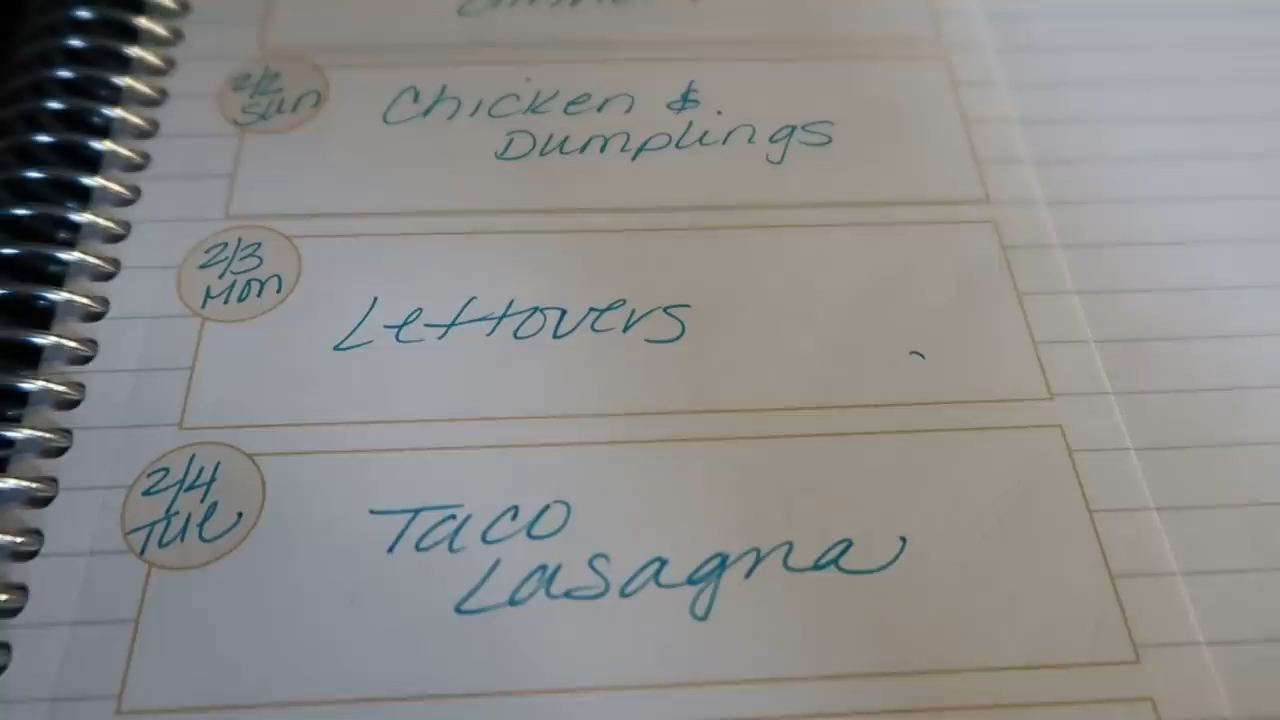 2/2
Sun
Chicken &
Dumplings
2/3
Mon
Leftovers
2/4
Tue
Taco
Lasagna